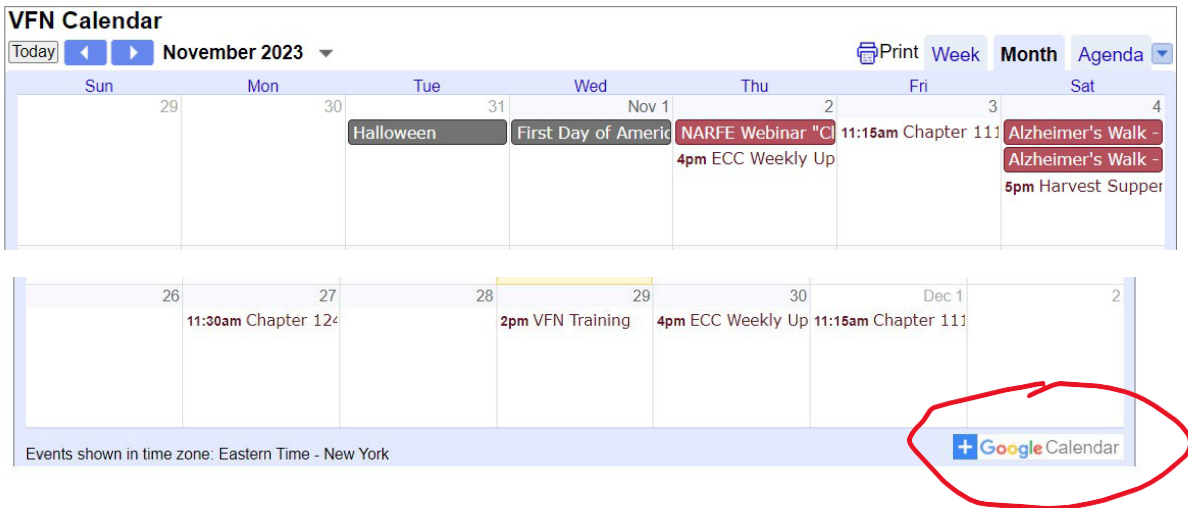 VFN Calendar
Today November 2023 Print Week Month Agenda
Sun Mon Tue Wed Thu Fri Sat
29 30 31 Nov 1 2 3 4
Halloween First Day of Americ NARFE Webinar "Cl 11:15am Chapter 111 Alzheimer's Walk -
4pm ECC Weekly Up Alzheimer's Walk -
5pm Harvest Supper
26 27 28 29 30 Dec 1 2
11:30am Chapter 124 2pm VFN Training 4pm ECC Weekly Up 11:15am Chapter 111
Events shown in time zone: Eastern Time - New York + Google Calendar